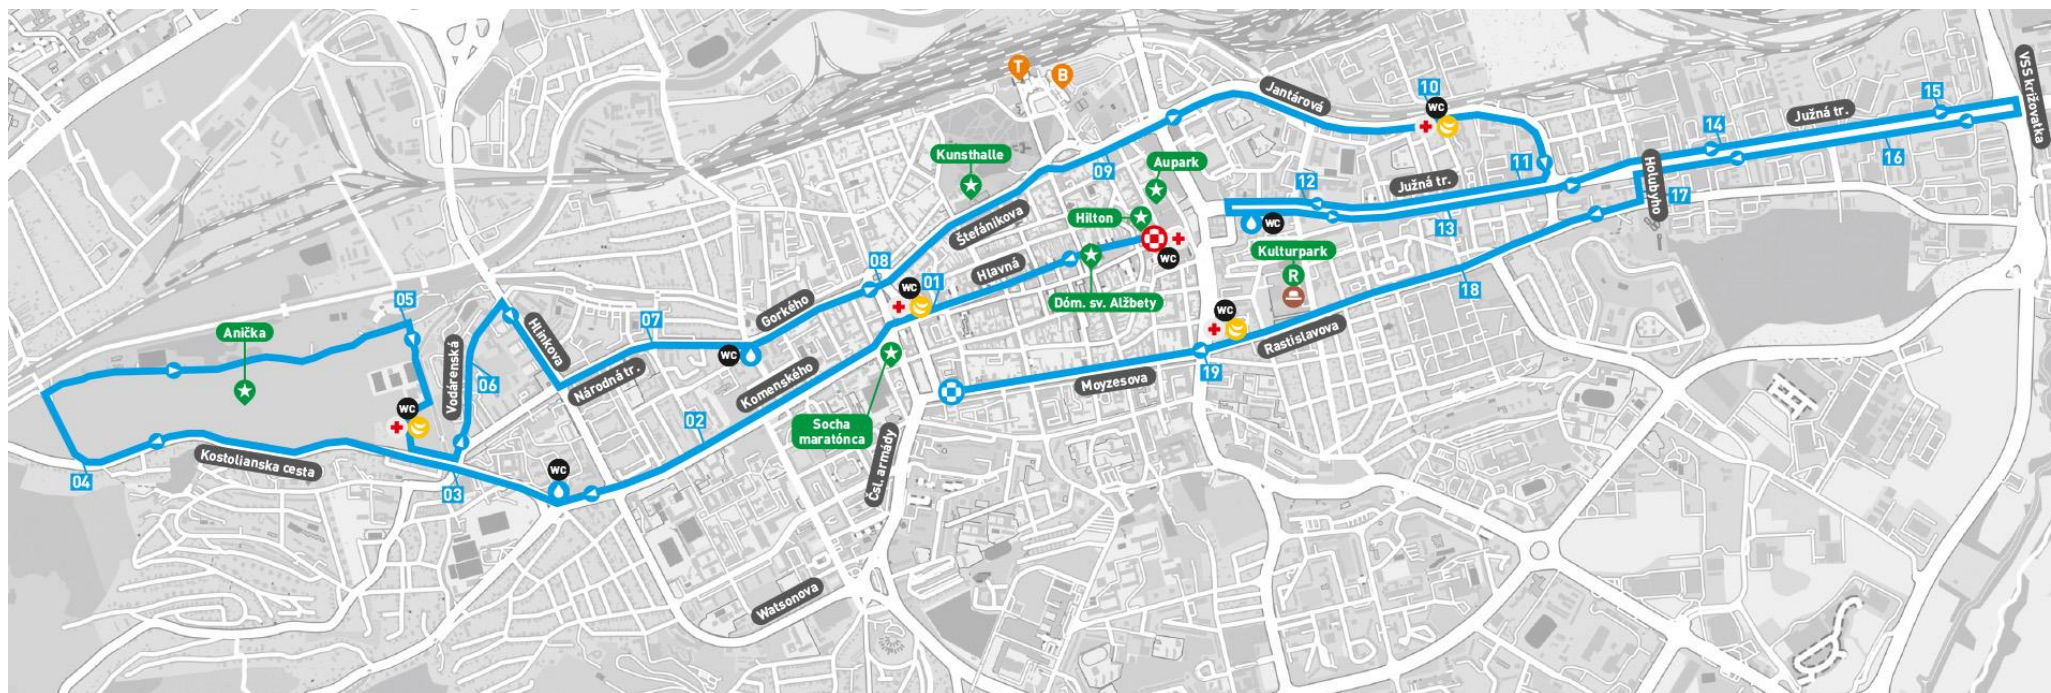 T
B
VSS križovatka
Jantárová
10
WC
15
Južná tr.
14
16
Kunsthalle
Aupark
09
11
12
Južná tr.
Holubyho
17
Štefánikova
Hilton
WC
13
Kulturpark
R
WC
Hlavná
08
WC
01
Dóm. sv. Alžbety
18
05
Gorkého
WC
Anička
07
Hlinkova
WC
Vodárenská
06
Národná tr.
Komenského
Rastislavova
19
Moyzesova
WC
02
Socha
maratónca
Čsl. armády
Kostolianska cesta
04
03
WC
Watsonova